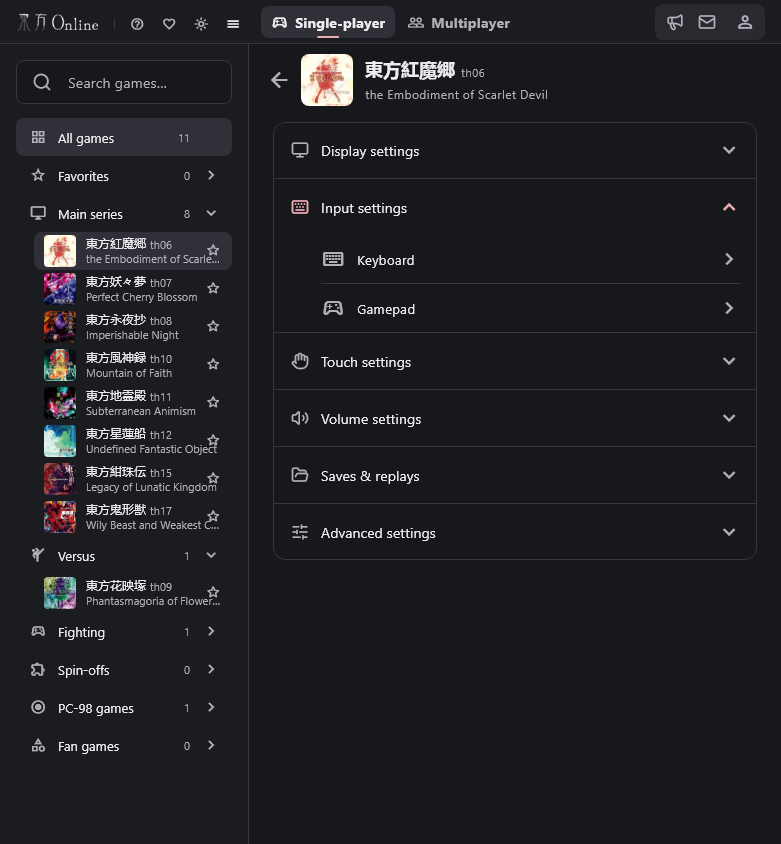 東方Online
Single-player
Multiplayer
Search games...
All games 11
Favorites 0
Main series 8
東方紅魔郷 th06
the Embodiment of Scarle...
東方妖々夢 th07
Perfect Cherry Blossom
東方永夜抄 th08
Imperishable Night
東方風神録 th10
Mountain of Faith
東方地霊殿 th11
Subterranean Animism
東方星蓮船 th12
Undefined Fantastic Object
東方紺珠伝 th15
Legacy of Lunatic Kingdom
東方鬼形獣 th17
Wily Beast and Weakest C...
Versus 1
東方花映塚 th09
Phantasmagoria of Flower...
Fighting 1
Spin-offs 0
PC-98 games 1
Fan games 0
東方紅魔郷 th06
the Embodiment of Scarlet Devil
Display settings
Input settings
Keyboard
Gamepad
Touch settings
Volume settings
Saves & replays
Advanced settings